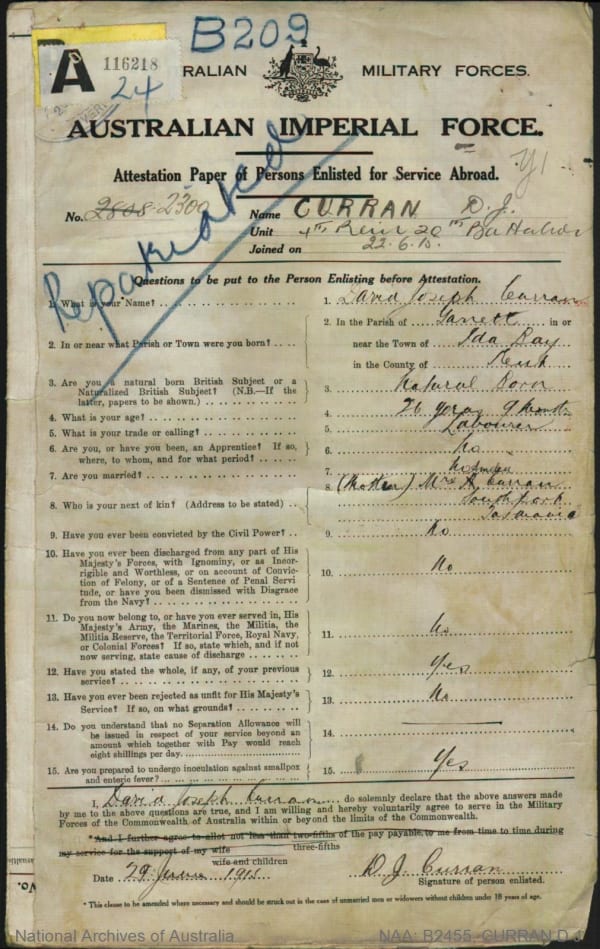 B209
A 116218
24
RALIAN MILITARY FORCES.
AUSTRALIAN IMPERIAL FORCE.
Attestation Paper of Persons Enlisted for Service Abroad.
No. 2808 2300 Name CURRAN D. J.
Unit 4th Rein 20th Battalion
Joined on 22.6.15.
Repatriated
Questions to be put to the Person Enlisting before Attestation.
1. What is your Name? 1. David Joseph Curran
2. In or near what Parish or Town were you born? 2. In the Parish of Garrett in or
near the Town of Ida Bay
in the County of Kent
3. Are you a natural born British Subject or a
Naturalized British Subject? (N.B.—If the
latter, papers to be shown.) 3. Natural Born
4. What is your age? 4. 26 years 9 Months
5. What is your trade or calling? 5. Labourer
6. Are you, or have you been, an Apprentice? If so,
where, to whom, and for what period? 6. No
7. Are you married? 7.
8. Who is your next of kin? (Address to be stated) 8. (Mother) Mrs Curran
Southport
Tasmania
9. Have you ever been convicted by the Civil Power? 9. No
10. Have you ever been discharged from any part of His
Majesty's Forces, with Ignominy, or as Incor-
rigible and Worthless, or on account of Convic-
tion of Felony, or of a Sentence of Penal Servi
tude, or have you been dismissed with Disgrace
from the Navy? 10. No
11. Do you now belong to, or have you ever served in, His
Majesty's Army, the Marines, the Militia, the
Militia Reserve, the Territorial Force, Royal Navy,
or Colonial Forces? If so, state which, and if not
now serving, state cause of discharge 11. No
12. Have you stated the whole, if any, of your previous
service? 12. Yes
13. Have you ever been rejected as unfit for His Majesty's
Service? If so, on what grounds? 13. No
14. Do you understand no Separation Allowance will
be issued in respect of your service beyond an
amount which together with Pay would reach
eight shillings per day. 14.
15. Are you prepared to undergo inoculation against smallpox
and enteric fever? 15. Yes
I, David Joseph Curran do solemnly declare that the above answers made
by me to the above questions are true, and I am willing and hereby voluntarily agree to serve in the Military
Forces of the Commonwealth of Australia within or beyond the limits of the Commonwealth.
*And I further agree to allot not less than two-fifths of the pay payable to me from time to time during
three-fifths
my service for the support of my wife
wife and children
Date 29 June 1915 D. J. Curran
Signature of person enlisted.
* This clause to be amended where necessary and should be struck out in the case of unmarried men or widowers without children under 18 years of age.
National Archives of Australia NAA: B2455, CURRAN D J